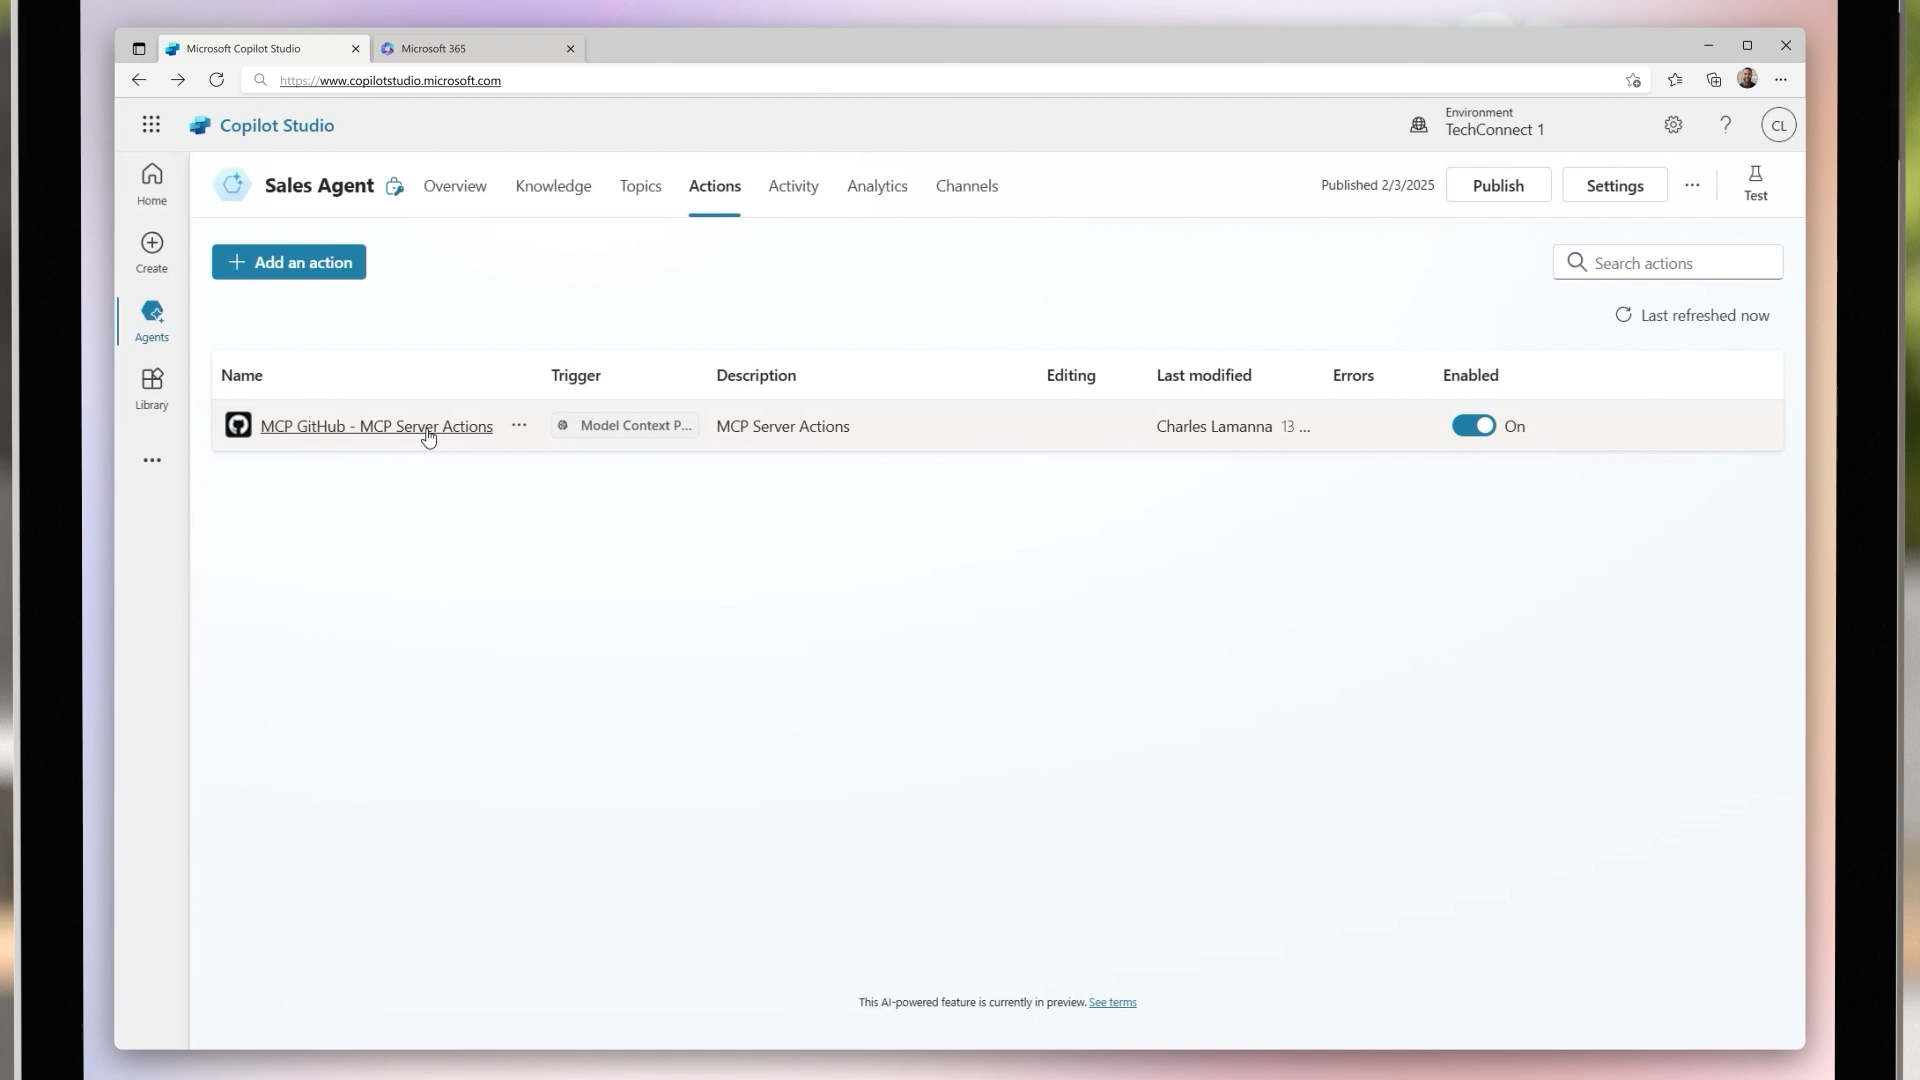 Microsoft Copilot Studio
Microsoft 365
https://www.copilotstudio.microsoft.com
Copilot Studio
Environment
TechConnect 1
CL
Home
Create
Agents
Library
Sales Agent
Overview
Knowledge
Topics
Actions
Activity
Analytics
Channels
Published 2/3/2025
Publish
Settings
Test
Add an action
Search actions
Last refreshed now
Name
Trigger
Description
Editing
Last modified
Errors
Enabled
MCP GitHub - MCP Server Actions
Model Context P...
MCP Server Actions
Charles Lamanna 13 ...
On
This AI-powered feature is currently in preview. See terms